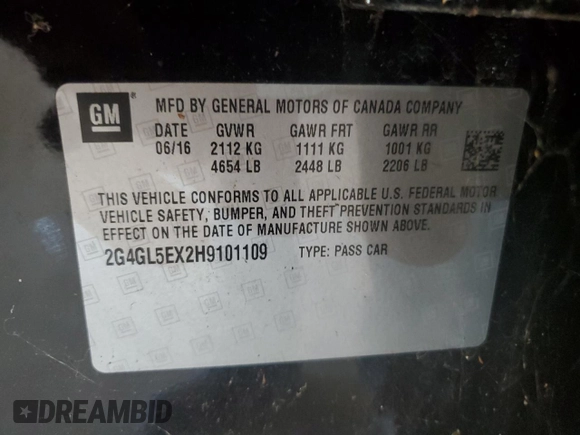 GM ®
MFD BY GENERAL MOTORS OF CANADA COMPANY
DATE GVWR GAWR FRT GAWR RR
06/16 2112 KG 1111 KG 1001 KG
4654 LB 2448 LB 2206 LB
THIS VEHICLE CONFORMS TO ALL APPLICABLE U.S. FEDERAL MOTOR
VEHICLE SAFETY, BUMPER, AND THEFT PREVENTION STANDARDS IN
EFFECT ON THE DATE OF MANUFACTURE SHOWN ABOVE.
2G4GL5EX2H9101109 TYPE: PASS CAR
DREAMBID